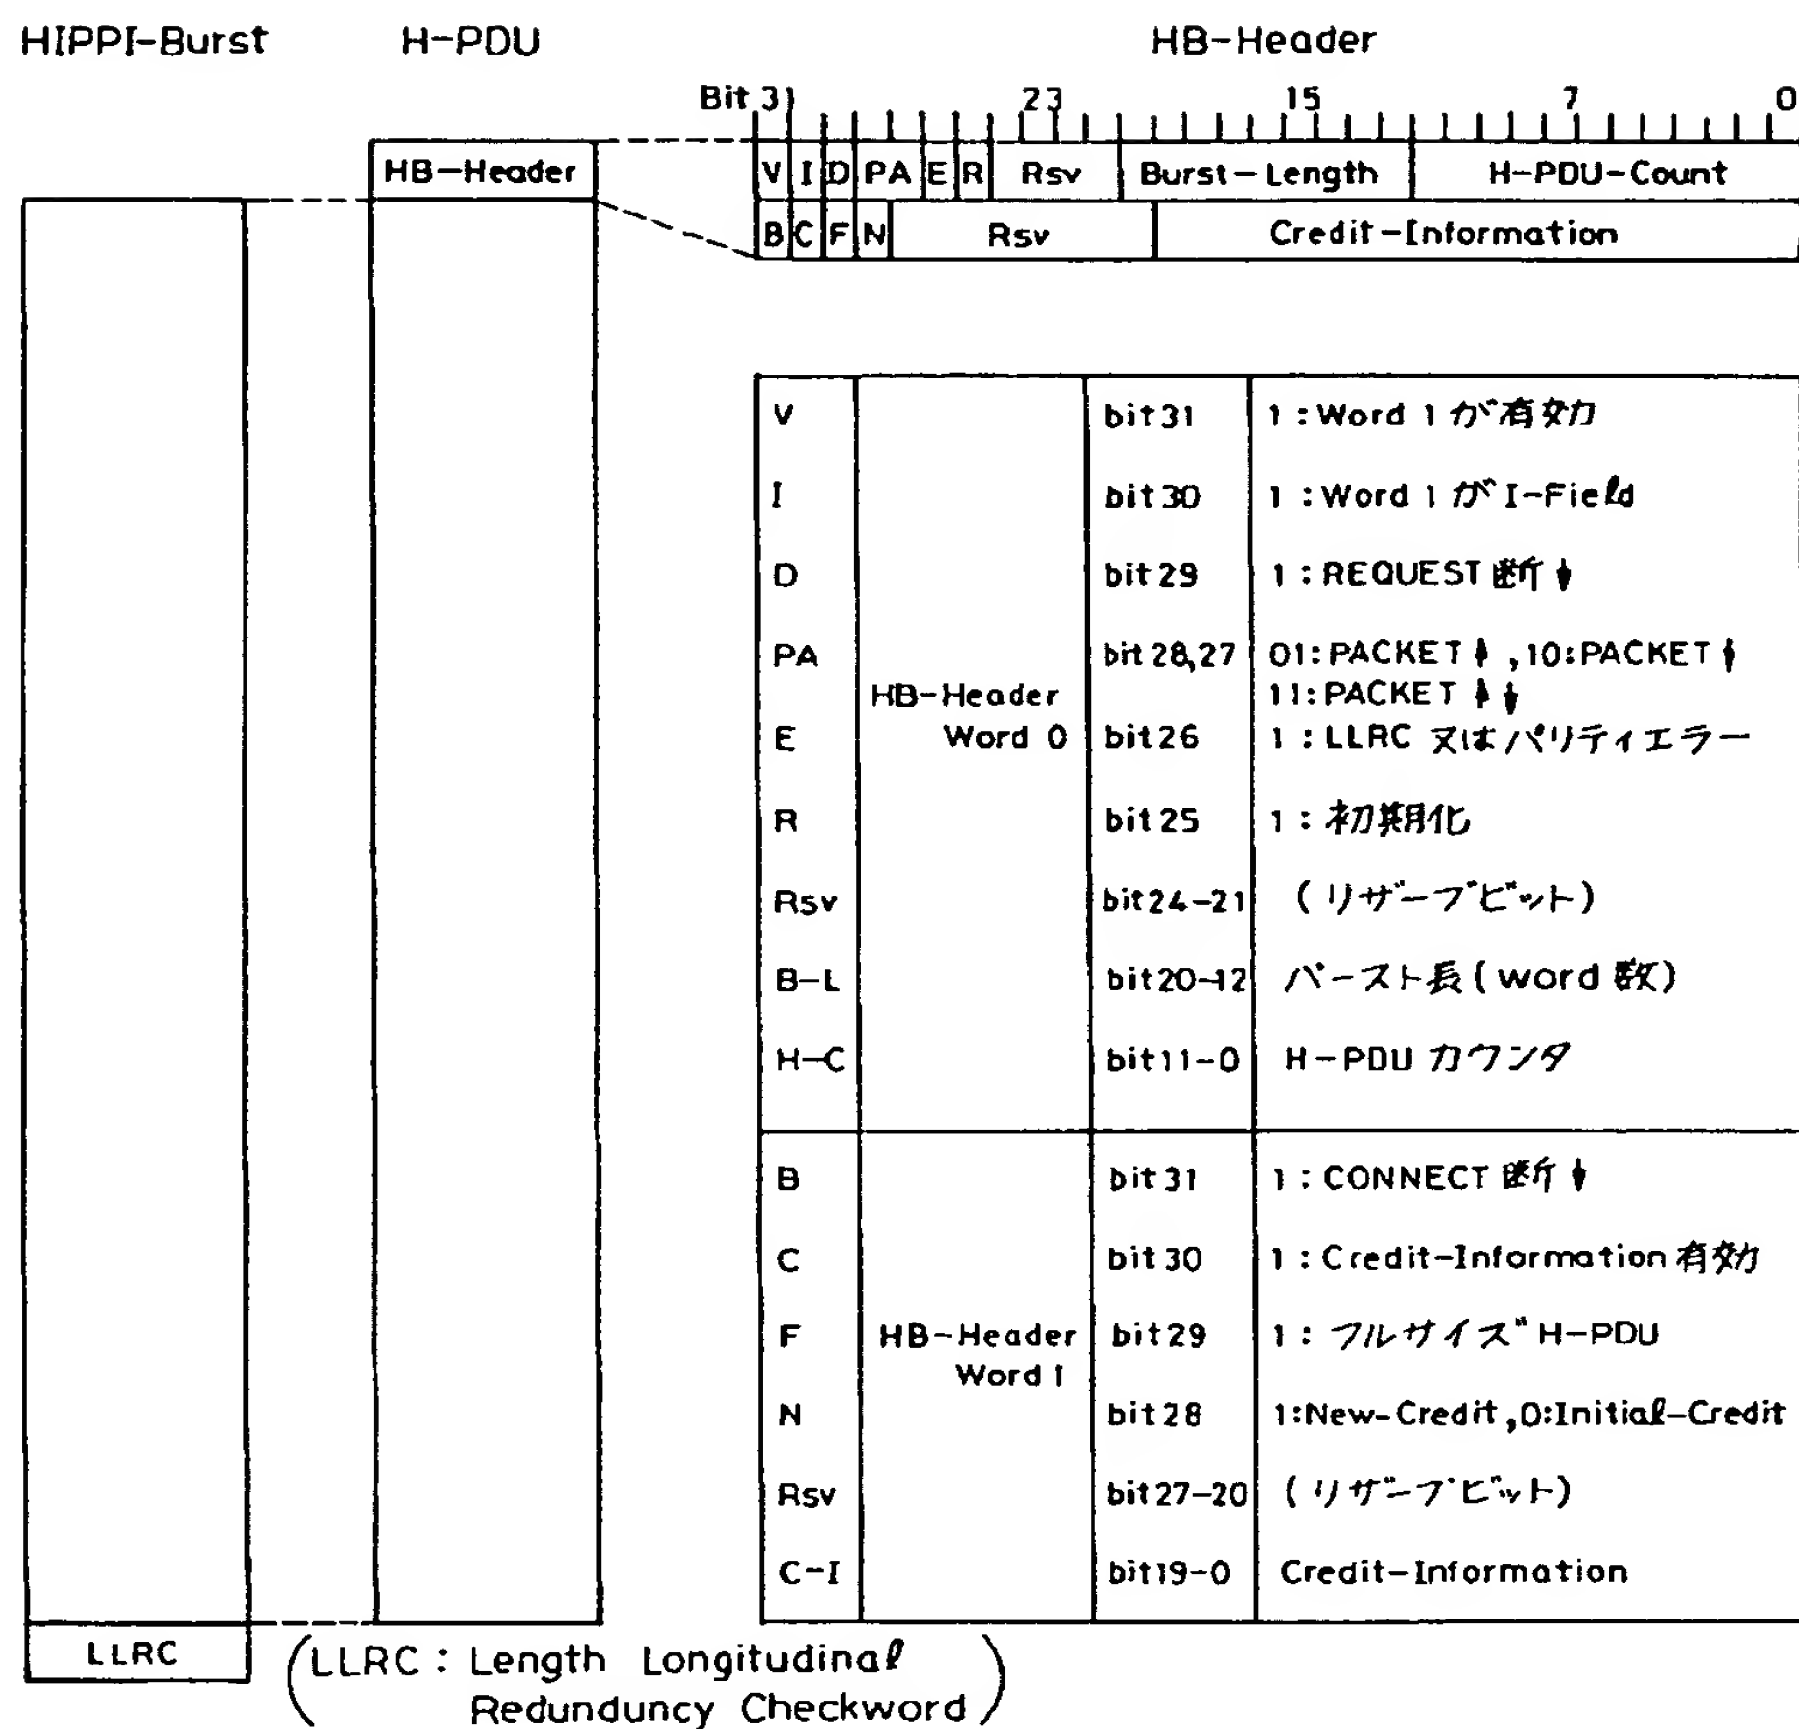 HIPPI-Burst H-PDU HB-Header
Bit 31 23 15 7 0
HB-Header V I D PA E R Rsv Burst-Length H-PDU-Count
B C F N Rsv Credit-Information
V bit31 1:Word 1が有効
I bit30 1:Word 1がI-Field
D bit29 1:REQUEST断↓
PA bit28,27 01:PACKET↑,10:PACKET↓
HB-Header 11:PACKET↑↓
E Word 0 bit26 1:LLRC 又はパリティエラー
R bit25 1:初期化
Rsv bit24-21 (リザーブビット)
B-L bit20-12 バースト長(word数)
H-C bit11-0 H-PDUカウンタ
B bit31 1:CONNECT断↓
C bit30 1:Credit-Information有効
F HB-Header bit29 1:フルサイズH-PDU
Word 1
N bit28 1:New-Credit,0:Initial-Credit
Rsv bit27-20 (リザーブビット)
C-I bit19-0 Credit-Information
LLRC (LLRC: Length Longitudinal
Redunduncy Checkword)